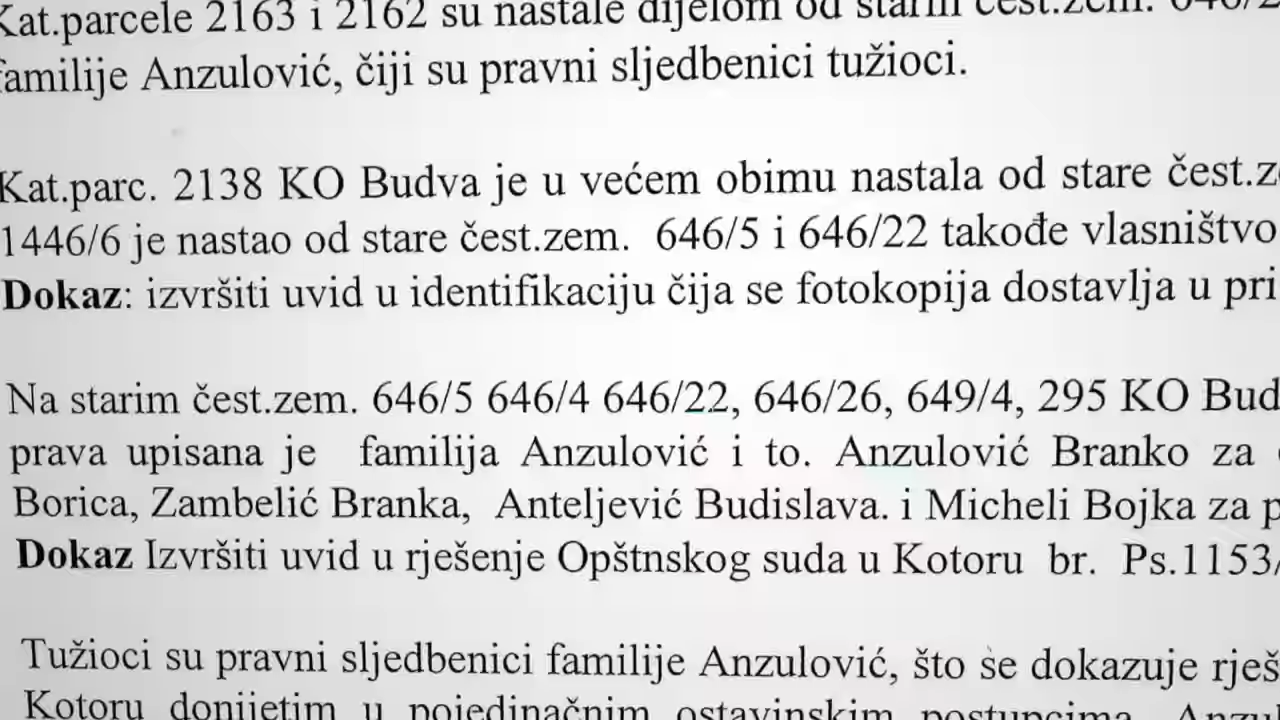 Kat.parcele 2163 i 2162 su nastale dijelom od starih čest.zem.
familije Anzulović, čiji su pravni sljedbenici tužioci.
Kat.parc. 2138 KO Budva je u većem obimu nastala od stare
1446/6 je nastao od stare čest.zem. 646/5 i 646/22 takođe vlasništvo
Dokaz: izvršiti uvid u identifikaciju čija se fotokopija dostavlja u
Na starim čest.zem. 646/5 646/4 646/22, 646/26, 649/4, 295 KO
prava upisana je familija Anzulović i to. Anzulović Branko za
Borica, Zambelić Branka, Anteljević Budislava. i Micheli Bojka za
Dokaz Izvršiti uvid u rješenje Opštnskog suda u Kotoru br. Ps.1153/
Tužioci su pravni sljedbenici familije Anzulović, što se dokazuje
Kotoru donijetim u pojedinačnim ostavinskim postupcima.